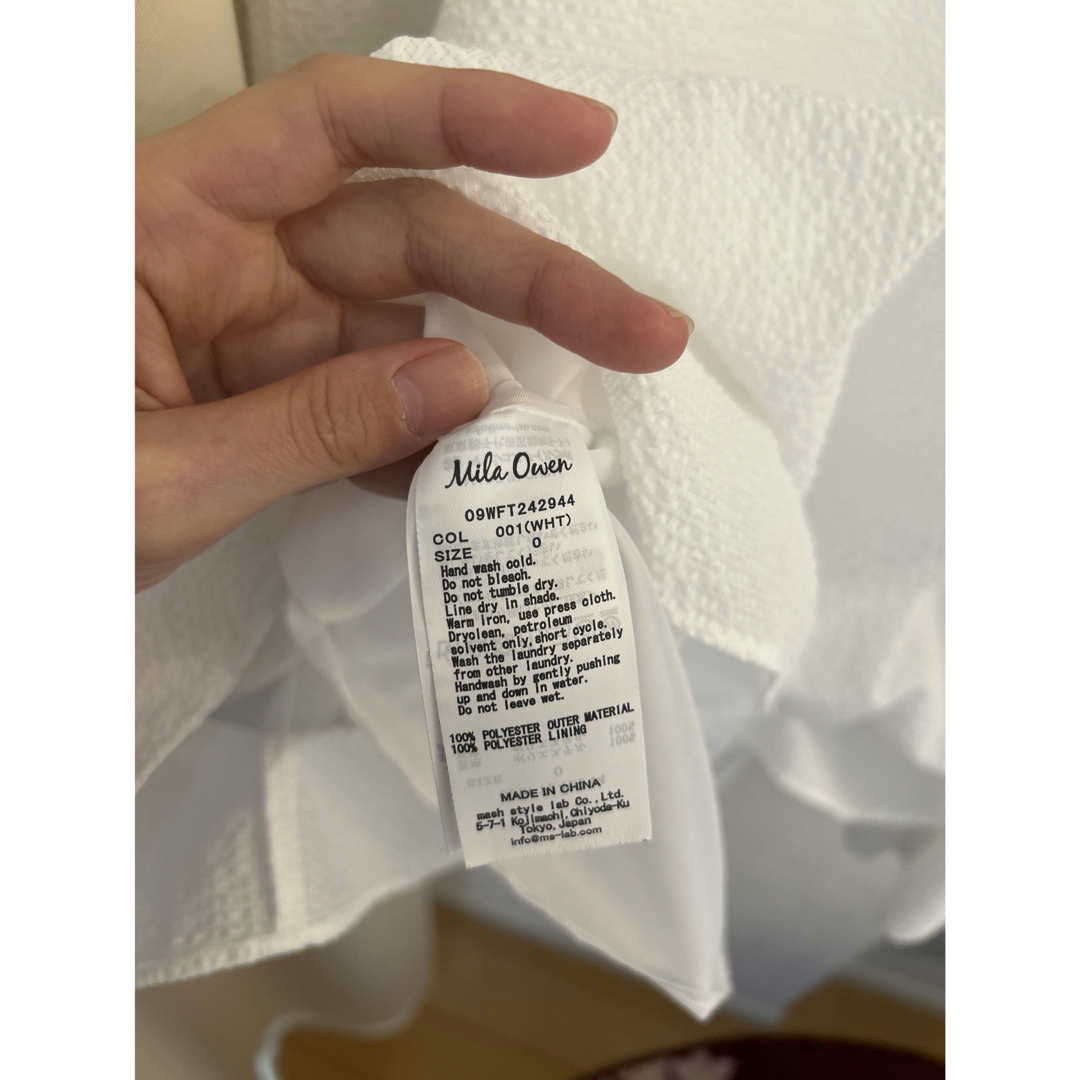 Mila Owen
09WFT242944
COL 001(WHT)
SIZE 0
Hand wash cold.
Do not bleach.
Do not tumble dry.
Line dry in shade.
Warm iron, use press cloth.
Dryclean, petroleum
solvent only,short cycle.
Wash the laundry separately
from other laundry.
Handwash by gently pushing
up and down in water.
Do not leave wet.
100% POLYESTER OUTER MATERIAL
100% POLYESTER LINING
MADE IN CHINA
mash style lab Co.,Ltd.
5-7-1 Kojimachi,Chiyoda-Ku
Tokyo,Japan
info@ms-lab.com